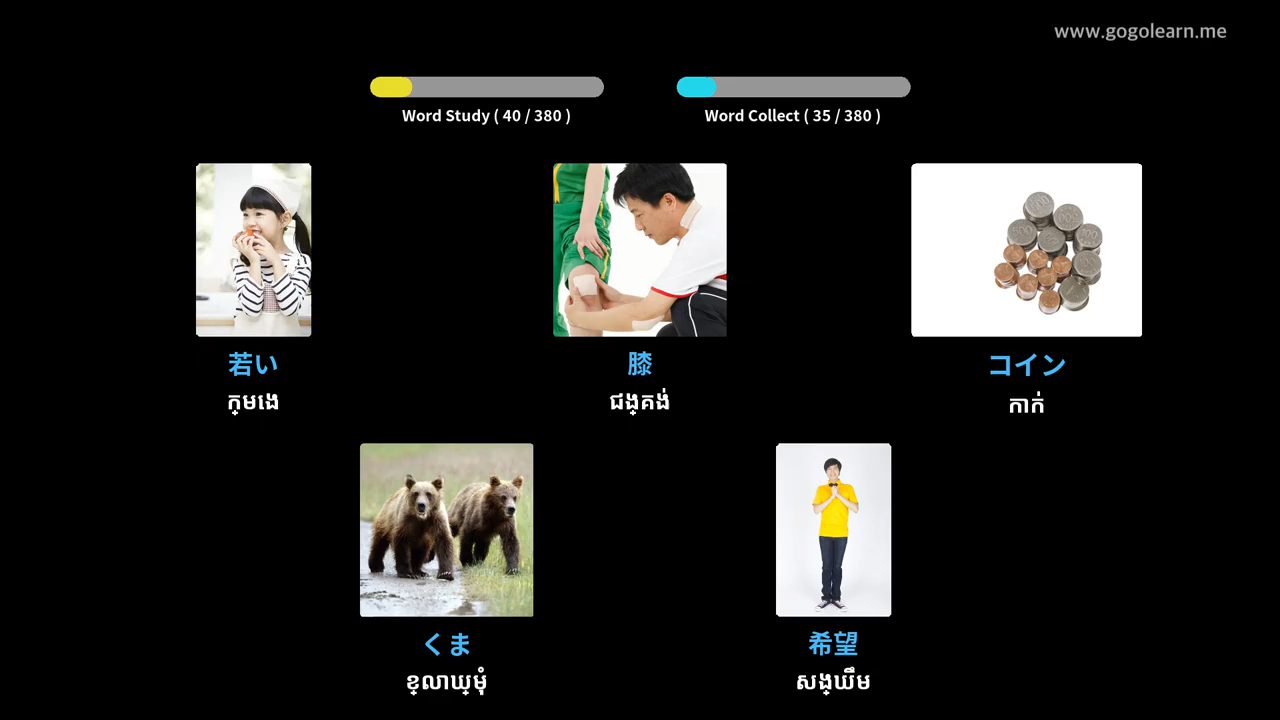 www.gogolearn.me
Word Study ( 40 / 380 )
Word Collect ( 35 / 380 )
若い
ក្មេង
膝
ជង្គង់
コイン
កាក់
くま
ខ្លាឃ្មុំ
希望
សង្ឃឹម